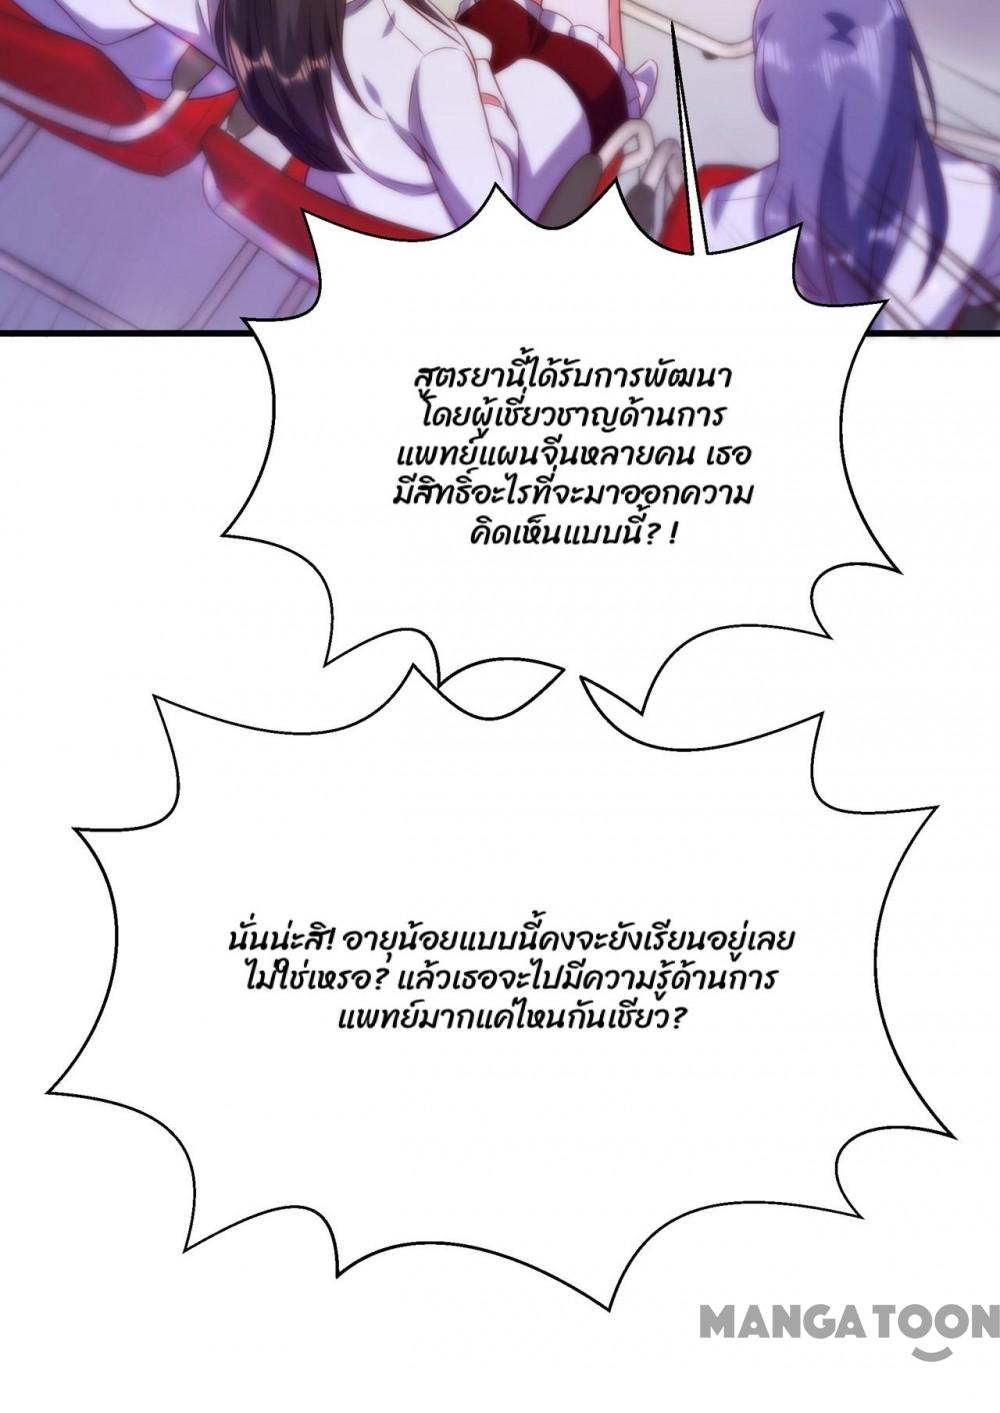 สูตรยานี้ได้รับการพัฒนา
โดยผู้เชี่ยวชาญด้านการ
แพทย์แผนจีนหลายคน เธอ
มีสิทธิ์อะไรที่จะมาออกความ
คิดเห็นแบบนี้?!
นั่นน่ะสิ! อายุน้อยแบบนี้คงจะยังเรียนอยู่เลย
ไม่ใช่เหรอ? แล้วเธอจะไปมีความรู้ด้านการ
แพทย์มากแค่ไหนกันเชียว?
MANGATOON